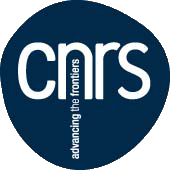 cnrs
advancing the frontiers